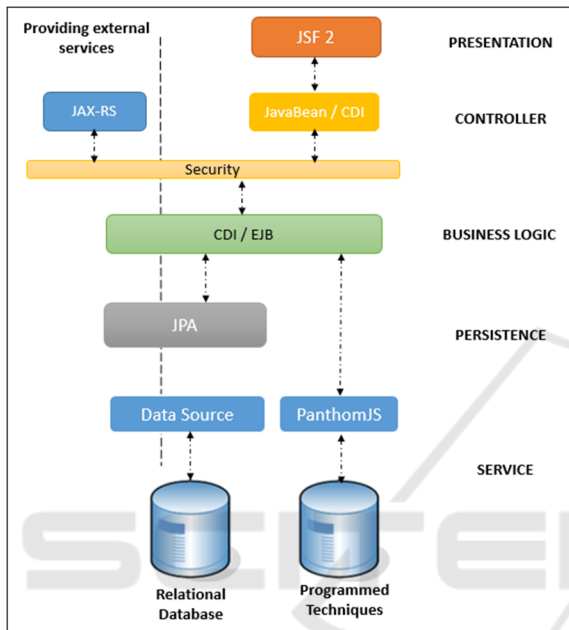 Providing external
services
JSF 2
PRESENTATION
JAX-RS
JavaBean / CDI
CONTROLLER
Security
CDI / EJB
BUSINESS LOGIC
JPA
PERSISTENCE
Data Source
PanthomJS
SERVICE
Relational
Database
Programmed
Techniques
SCITE